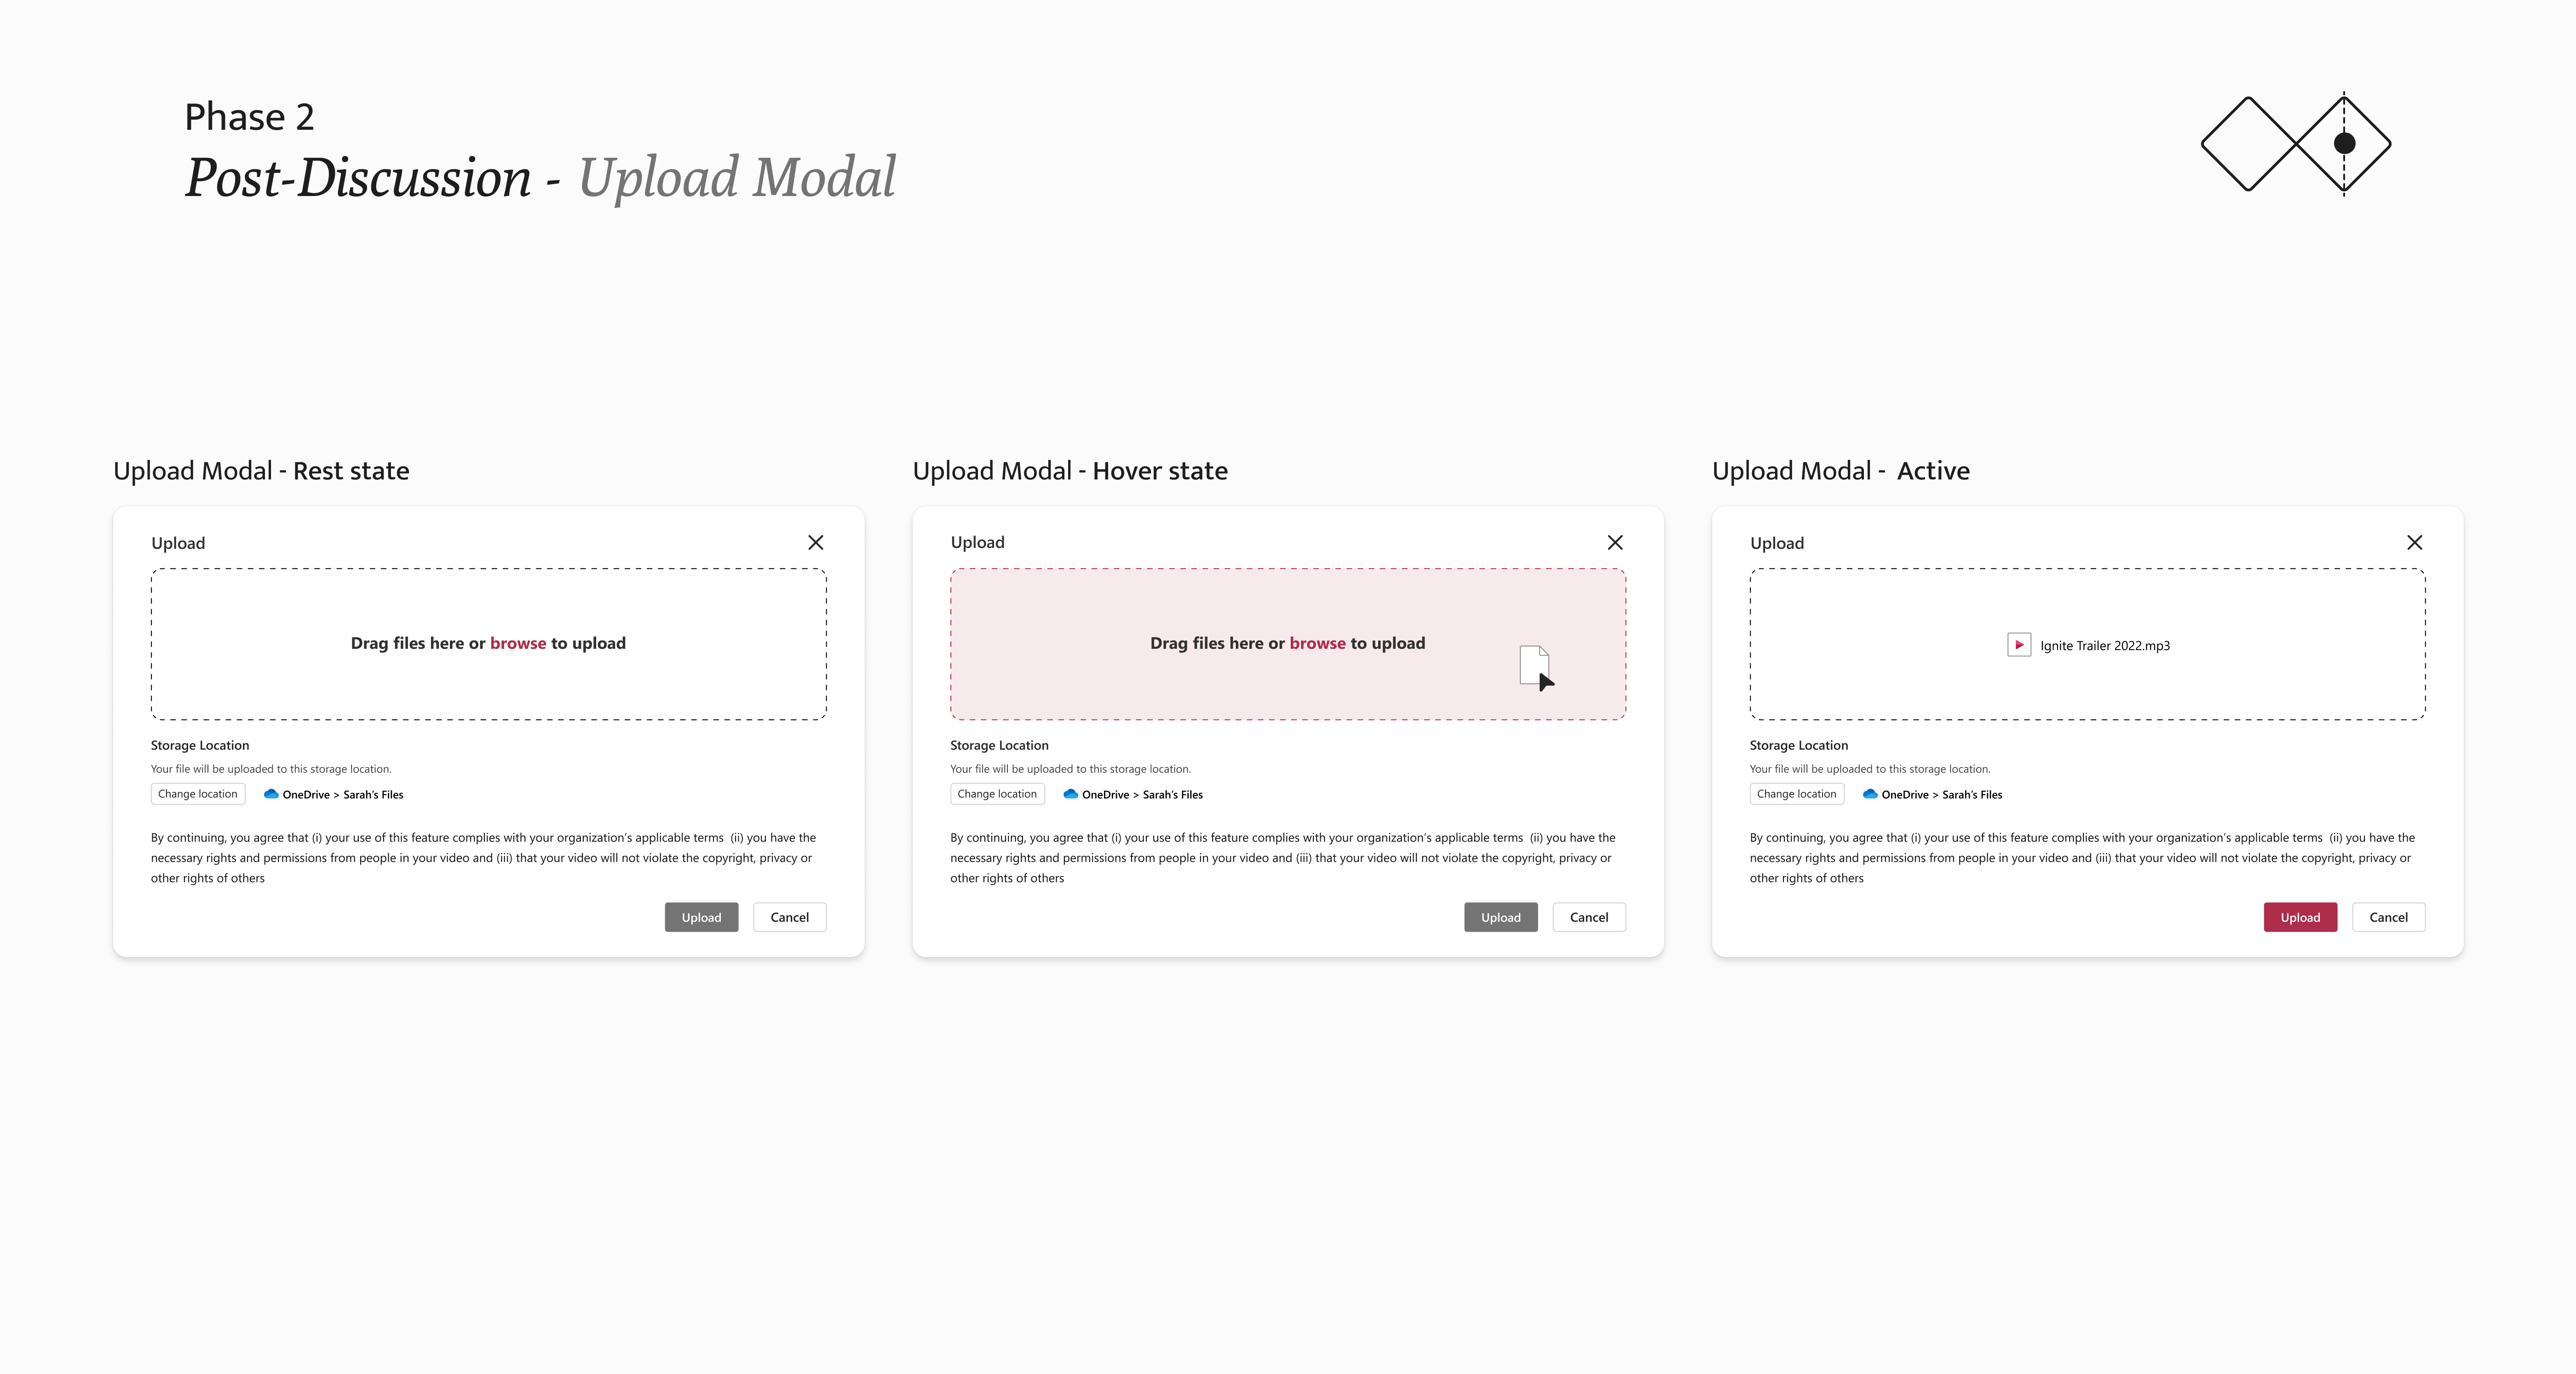 Phase 2
Post-Discussion - Upload Modal
Upload Modal - Rest state
Upload
Drag files here or browse to upload
Storage Location
Your file will be uploaded to this storage location.
Change location
OneDrive > Sarah's Files
By continuing, you agree that (i) your use of this feature complies with your organization's applicable terms  (ii) you have the
necessary rights and permissions from people in your video and (iii) that your video will not violate the copyright, privacy or
other rights of others
Upload
Cancel
Upload Modal - Hover state
Upload
Drag files here or browse to upload
Storage Location
Your file will be uploaded to this storage location.
Change location
OneDrive > Sarah's Files
By continuing, you agree that (i) your use of this feature complies with your organization's applicable terms  (ii) you have the
necessary rights and permissions from people in your video and (iii) that your video will not violate the copyright, privacy or
other rights of others
Upload
Cancel
Upload Modal -  Active
Upload
Ignite Trailer 2022.mp3
Storage Location
Your file will be uploaded to this storage location.
Change location
OneDrive > Sarah's Files
By continuing, you agree that (i) your use of this feature complies with your organization's applicable terms  (ii) you have the
necessary rights and permissions from people in your video and (iii) that your video will not violate the copyright, privacy or
other rights of others
Upload
Cancel